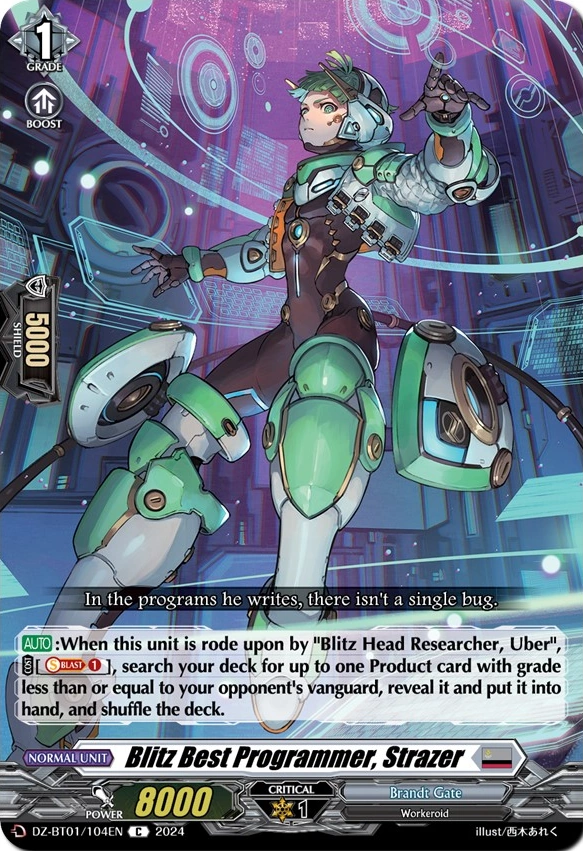 1
GRADE
BOOST
5000
SHIELD
In the programs he writes, there isn't a single bug.
AUTO :When this unit is rode upon by "Blitz Head Researcher, Uber",
COST [ S BLAST 1 ], search your deck for up to one Product card with grade
less than or equal to your opponent's vanguard, reveal it and put it into
hand, and shuffle the deck.
NORMAL UNIT
Blitz Best Programmer, Strazer
POWER 8000
CRITICAL
1
Brandt Gate
Workeroid
D DZ-BT01/104EN C 2024
illust/西木あれく